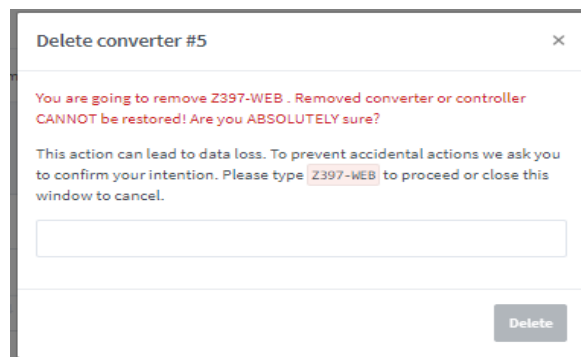 Delete converter #5 ×
You are going to remove Z397-WEB . Removed converter or controller
CANNOT be restored! Are you ABSOLUTELY sure?
This action can lead to data loss. To prevent accidental actions we ask you
to confirm your intention. Please type Z397-WEB to proceed or close this
window to cancel.
Delete